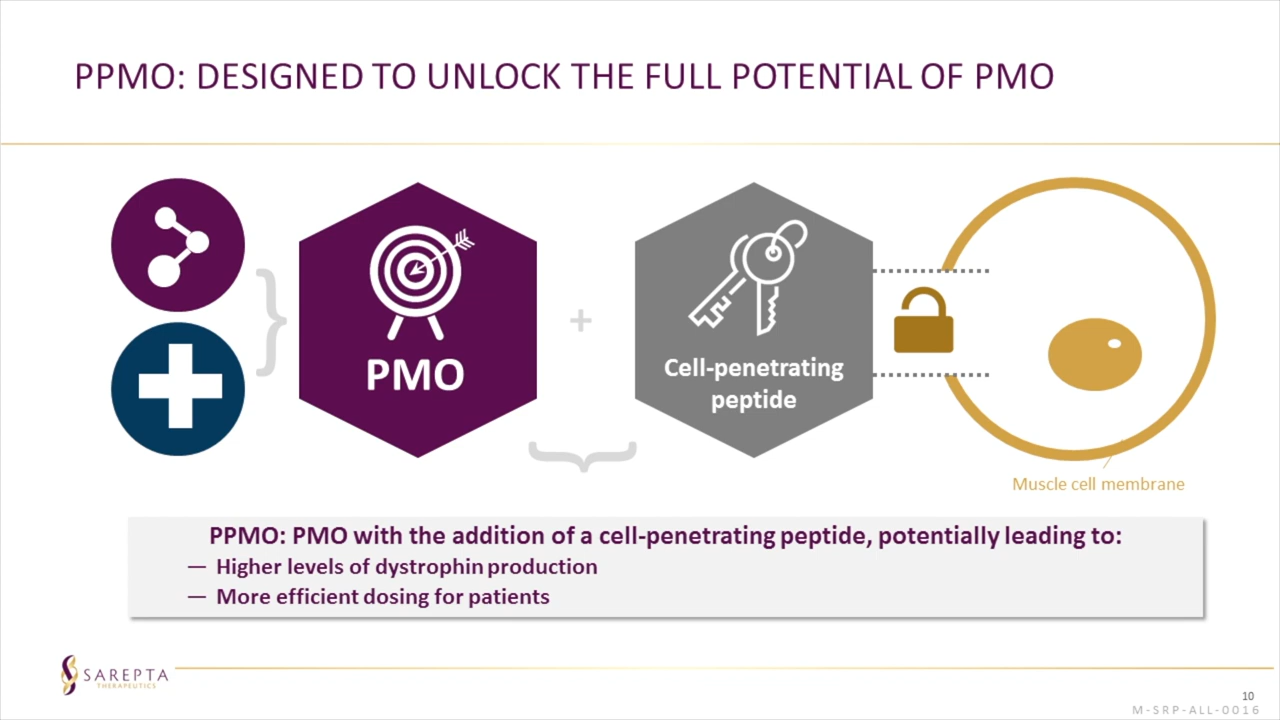 PPMO: DESIGNED TO UNLOCK THE FULL POTENTIAL OF PMO
PMO
+
Cell-penetrating
peptide
Muscle cell membrane
PPMO: PMO with the addition of a cell-penetrating peptide, potentially leading to:
— Higher levels of dystrophin production
— More efficient dosing for patients
SAREPTA
THERAPEUTICS
10
M-SRP-ALL-0016